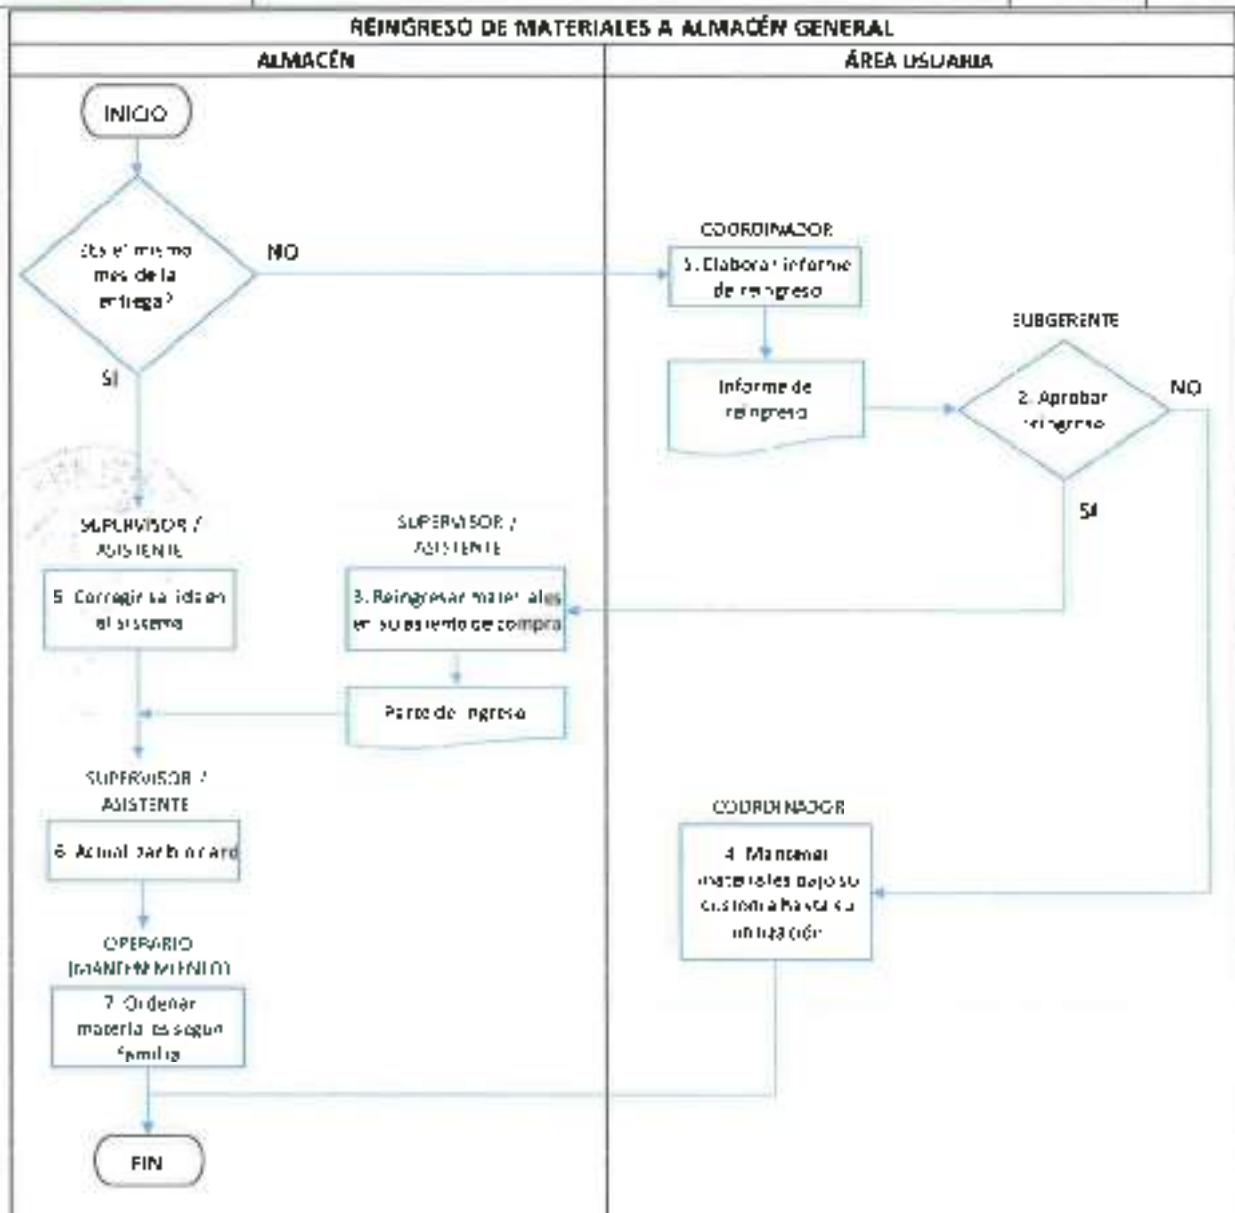 REINGRESO DE MATERIALES A ALMACÉN GENERAL
ALMACÉN
ÁREA USUARIA
INICIO
¿Es el mismo
mes de la
entrega?
NO
SI
COORDINADOR
1. Elaborar informe
de reingreso
Informe de
reingreso
SUBGERENTE
2. Aprobar
reingreso
NO
SI
SUPERVISOR /
ASISTENTE
5. Corregir salida en
el sistema
SUPERVISOR /
ASISTENTE
3. Reingresar materiales
en su asiento de compra
Parte de ingreso
SUPERVISOR /
ASISTENTE
6. Actualizar bincard
OPERARIO
(MANTENIMIENTO)
7. Ordenar
materiales según
familia
COORDINADOR
4. Mantener
materiales bajo su
custodia hasta su
utilización
FIN